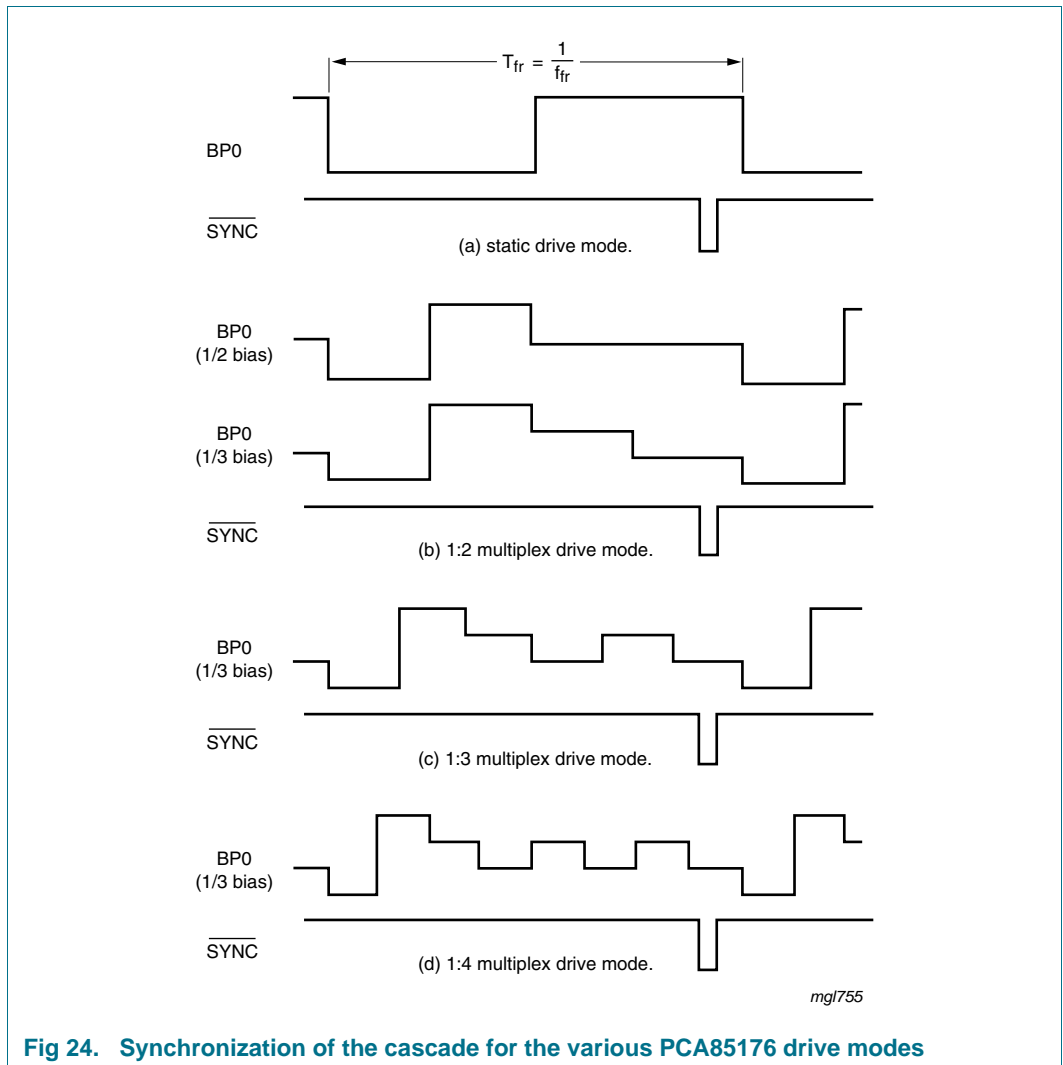 T_fr = 1/f_fr
BP0
SYNC
(a) static drive mode.
BP0
(1/2 bias)
BP0
(1/3 bias)
SYNC
(b) 1:2 multiplex drive mode.
BP0
(1/3 bias)
SYNC
(c) 1:3 multiplex drive mode.
BP0
(1/3 bias)
SYNC
(d) 1:4 multiplex drive mode.
mgl755
Fig 24. Synchronization of the cascade for the various PCA85176 drive modes